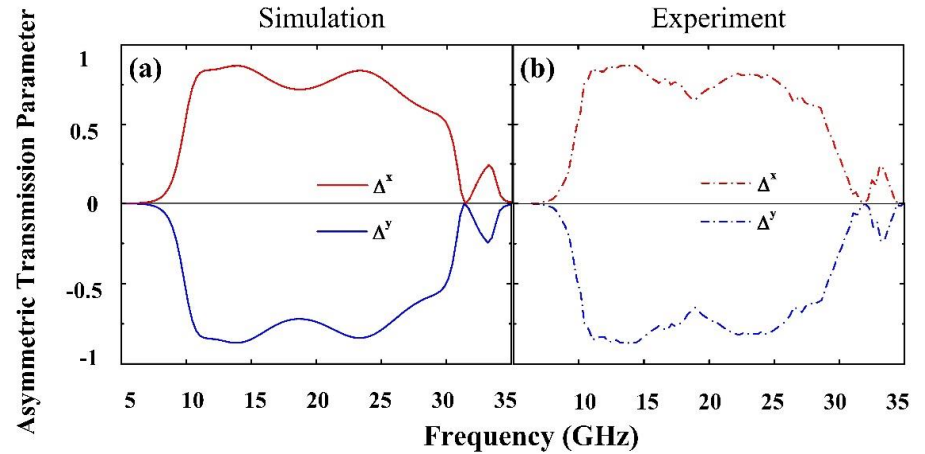 Simulation Experiment
Asymmetric Transmission Parameter
1
0.5
0
-0.5
-1
(a)
Δx
Δy
(b)
Δx
Δy
5 10 15 20 25 30 35
10 15 20 25 30 35
Frequency (GHz)